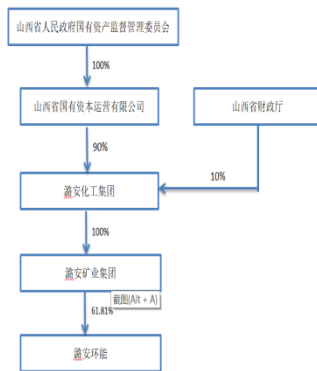 山西省人民政府国有资产监督管理委员会
100%
山西省国有资本运营有限公司
山西省财政厅
90%
10%
潞安化工集团
100%
潞安矿业集团
截图(Alt + A)
61.81%
潞安环能